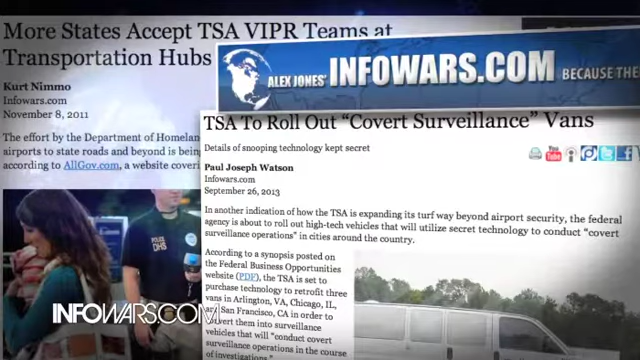 More States Accept TSA VIPR Teams at
Transportation Hubs
Kurt Nimmo
Infowars.com
November 8, 2011
The effort by the Department of Homelan
airports to state roads and beyond is being
according to AllGov.com, a website coveri
ALEX JONES' INFOWARS.COM BECAUSE THE
TSA To Roll Out “Covert Surveillance” Vans
Details of snooping technology kept secret
You
Paul Joseph Watson
Infowars.com
September 26, 2013
In another indication of how the TSA is expanding its turf way beyond airport security, the federal
agency is about to roll out high-tech vehicles that will utilize secret technology to conduct “covert
surveillance operations” in cities around the country.
According to a synopsis posted on
the Federal Business Opportunities
website (PDF), the TSA is set to
purchase technology to retrofit three
vans in Arlington, VA, Chicago, IL,
San Francisco, CA in order to
them into surveillance
vehicles that will “conduct covert
surveillance operations in the course
of investigations.”
POLICE
DHS
INFOWARS.COM